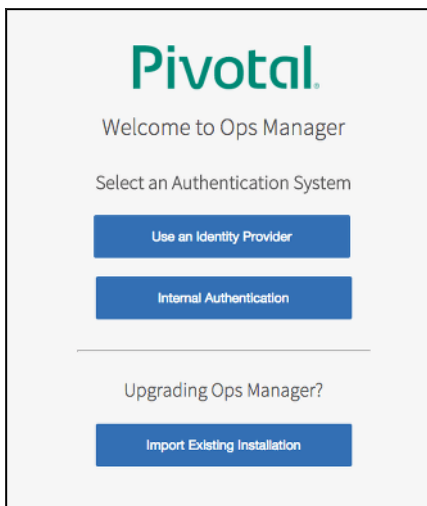 Pivotal.
Welcome to Ops Manager
Select an Authentication System
Use an Identity Provider
Internal Authentication
Upgrading Ops Manager?
Import Existing Installation